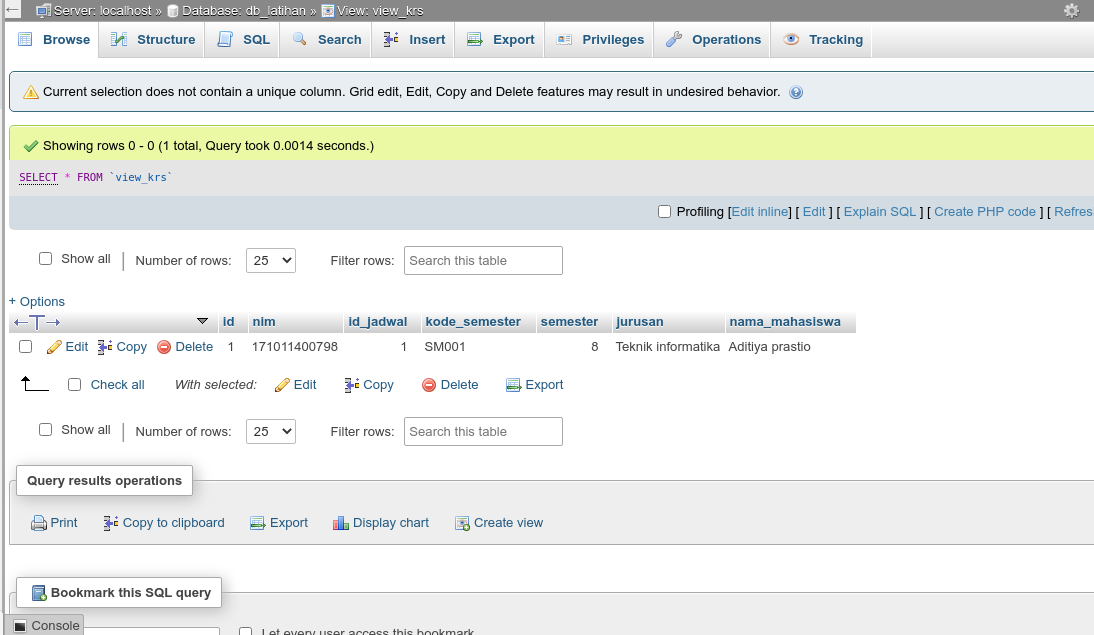 Server: localhost » Database: db_latihan » View: view_krs
Browse Structure SQL Search Insert Export Privileges Operations Tracking
Current selection does not contain a unique column. Grid edit, Edit, Copy and Delete features may result in undesired behavior.
Showing rows 0 - 0 (1 total, Query took 0.0014 seconds.)
SELECT * FROM `view_krs`
Profiling [Edit inline] [ Edit ] [ Explain SQL ] [ Create PHP code ] [ Refres
Show all | Number of rows: 25 Filter rows: Search this table
+ Options
←T→ id nim id_jadwal kode_semester semester jurusan nama_mahasiswa
Edit Copy Delete 1 171011400798 1 SM001 8 Teknik informatika Aditiya prastio
Check all With selected: Edit Copy Delete Export
Show all | Number of rows: 25 Filter rows: Search this table
Query results operations
Print Copy to clipboard Export Display chart Create view
Bookmark this SQL query
Console
Let every user access this bookmark